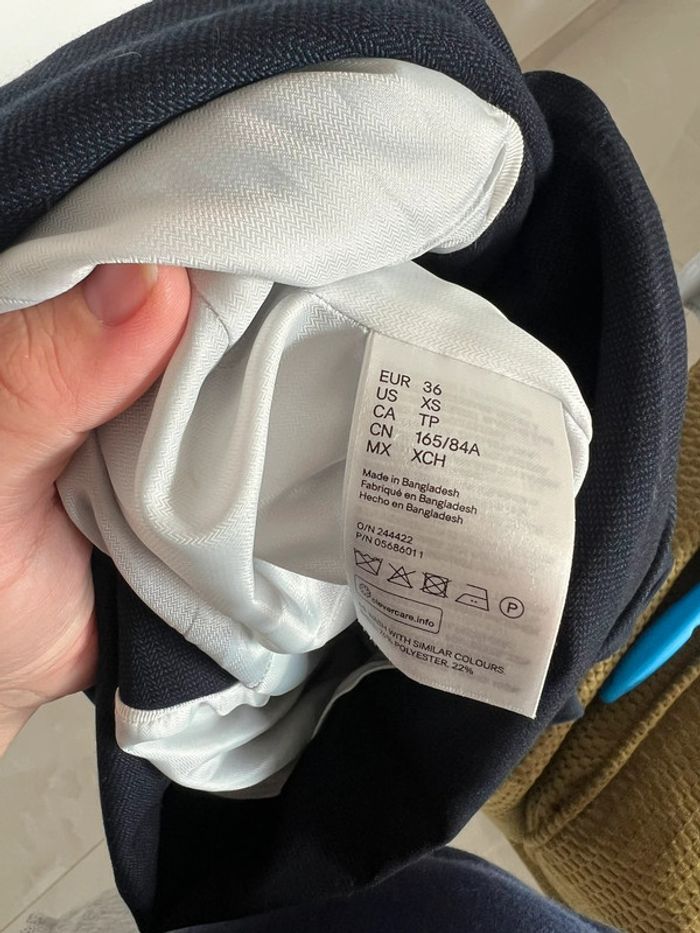 EUR 36
US XS
CA TP
CN 165/84A
MX XCH
Made in Bangladesh
Fabriqué en Bangladesh
Hecho en Bangladesh
O/N 244422
P/N 05686011
P
clevercare.info
WITH SIMILAR COLOURS.
POLYESTER. 22%